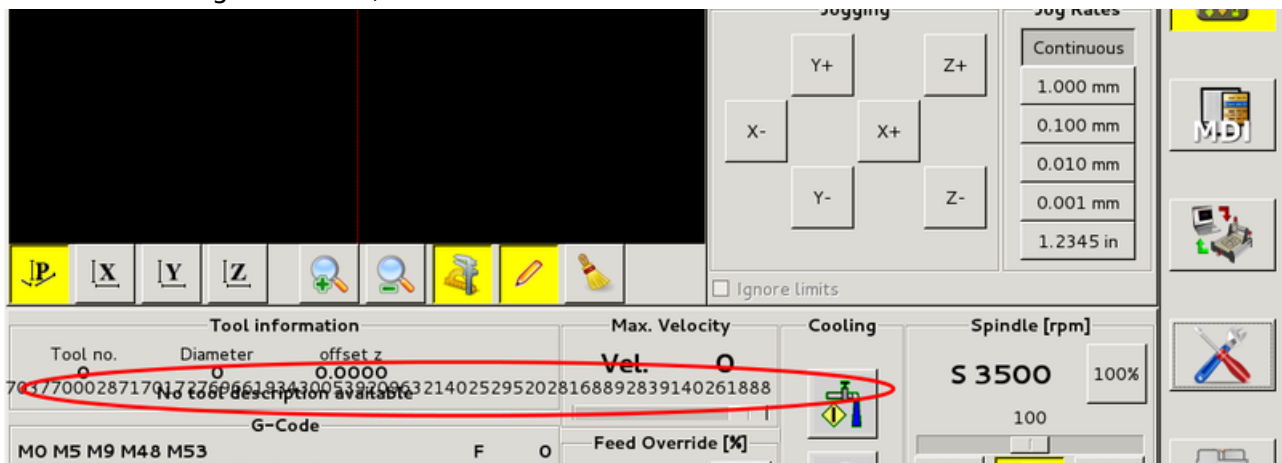 Jogging
Jog Rates
Continuous
Y+
Z+
1.000 mm
MDI
X-
X+
0.100 mm
0.010 mm
Y-
Z-
0.001 mm
1.2345 in
P
X
Y
Z
Ignore limits
Tool information
Max. Velocity
Cooling
Spindle [rpm]
Tool no.
Diameter
offset z
Vel.
0
0
0
0.0000
S 3500
100%
No tool description available
100
G-Code
Feed Override [%]
M0 M5 M9 M48 M53
F
0